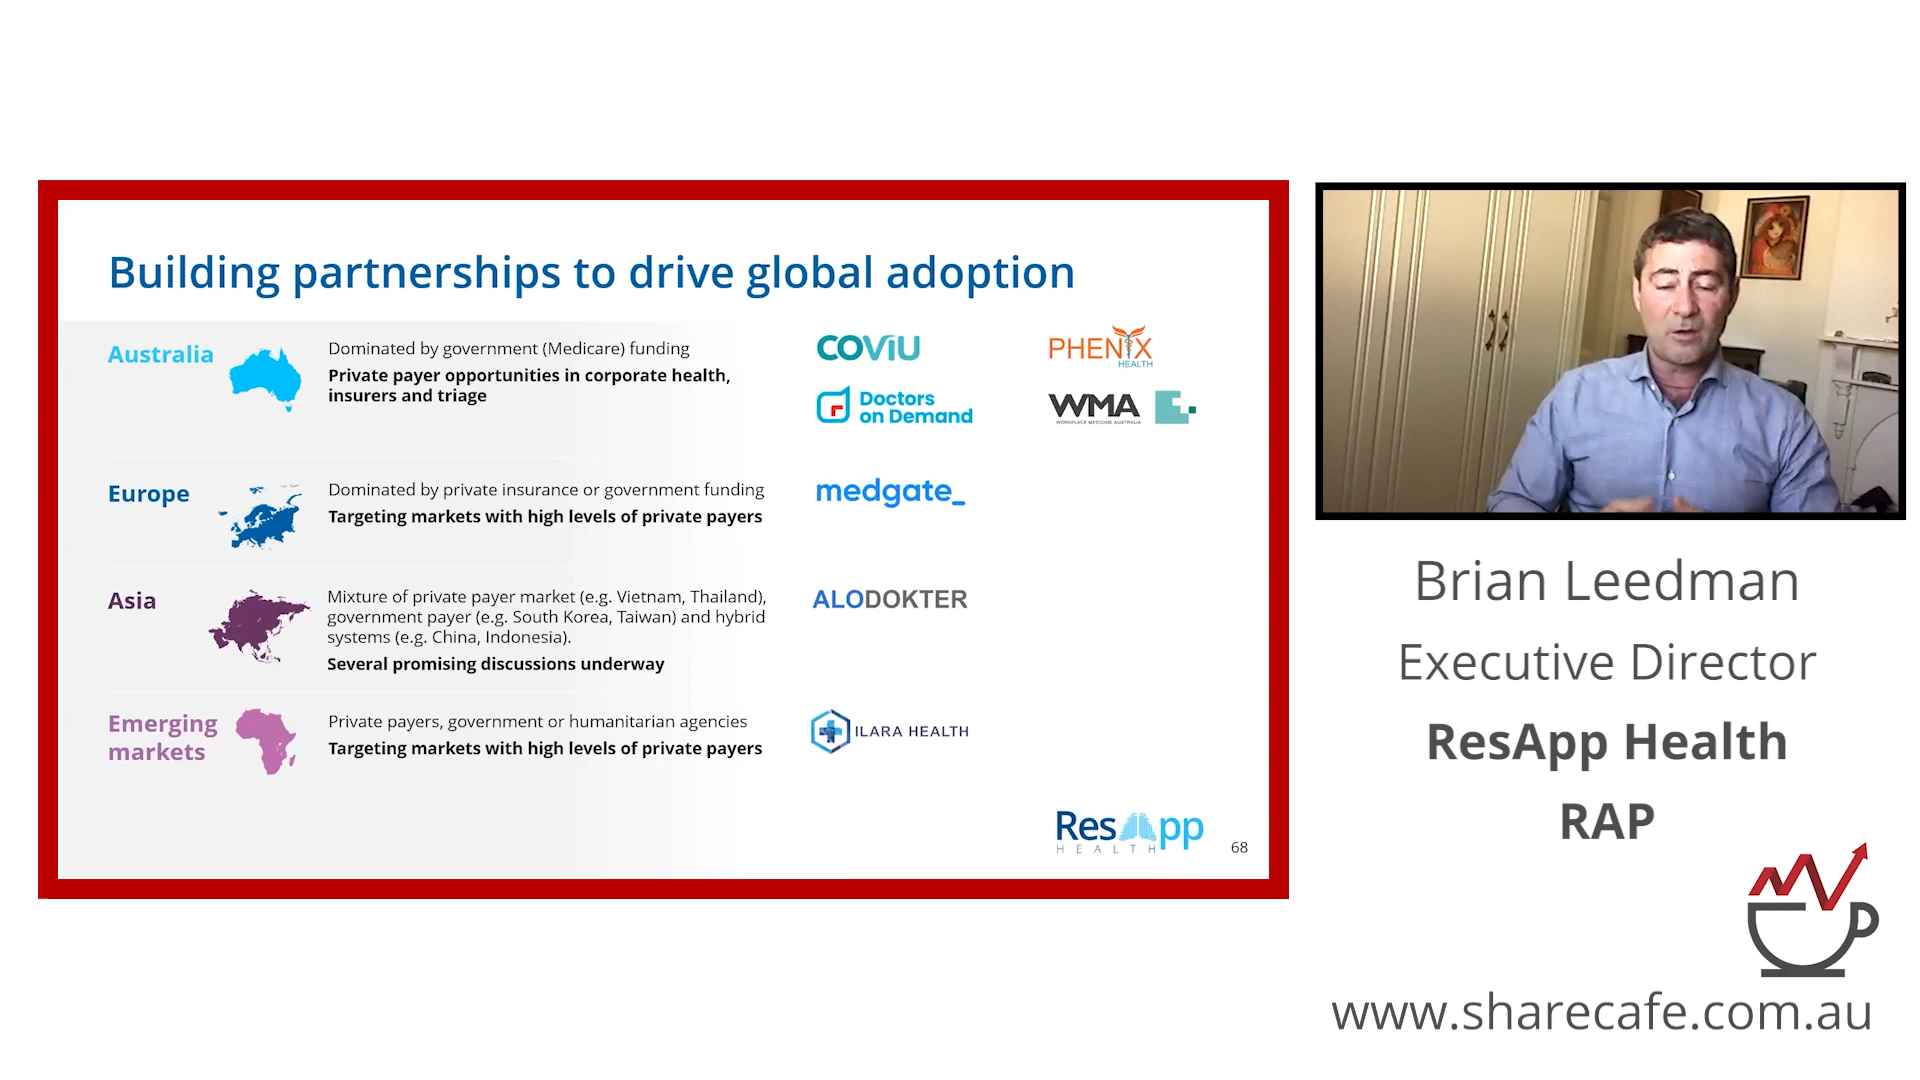 Building partnerships to drive global adoption
Australia
Dominated by government (Medicare) funding
Private payer opportunities in corporate health,
insurers and triage
COViU
PHENIX
HEALTH
Doctors
on Demand
WMA
WORKPLACE MEDICINE AUSTRALIA
Europe
Dominated by private insurance or government funding
Targeting markets with high levels of private payers
medgate_
Asia
Mixture of private payer market (e.g. Vietnam, Thailand),
government payer (e.g. South Korea, Taiwan) and hybrid
systems (e.g. China, Indonesia).
Several promising discussions underway
ALODOKTER
Emerging
markets
Private payers, government or humanitarian agencies
Targeting markets with high levels of private payers
ILARA HEALTH
ResApp
HEALTH
68
Brian Leedman
Executive Director
ResApp Health
RAP
www.sharecafe.com.au